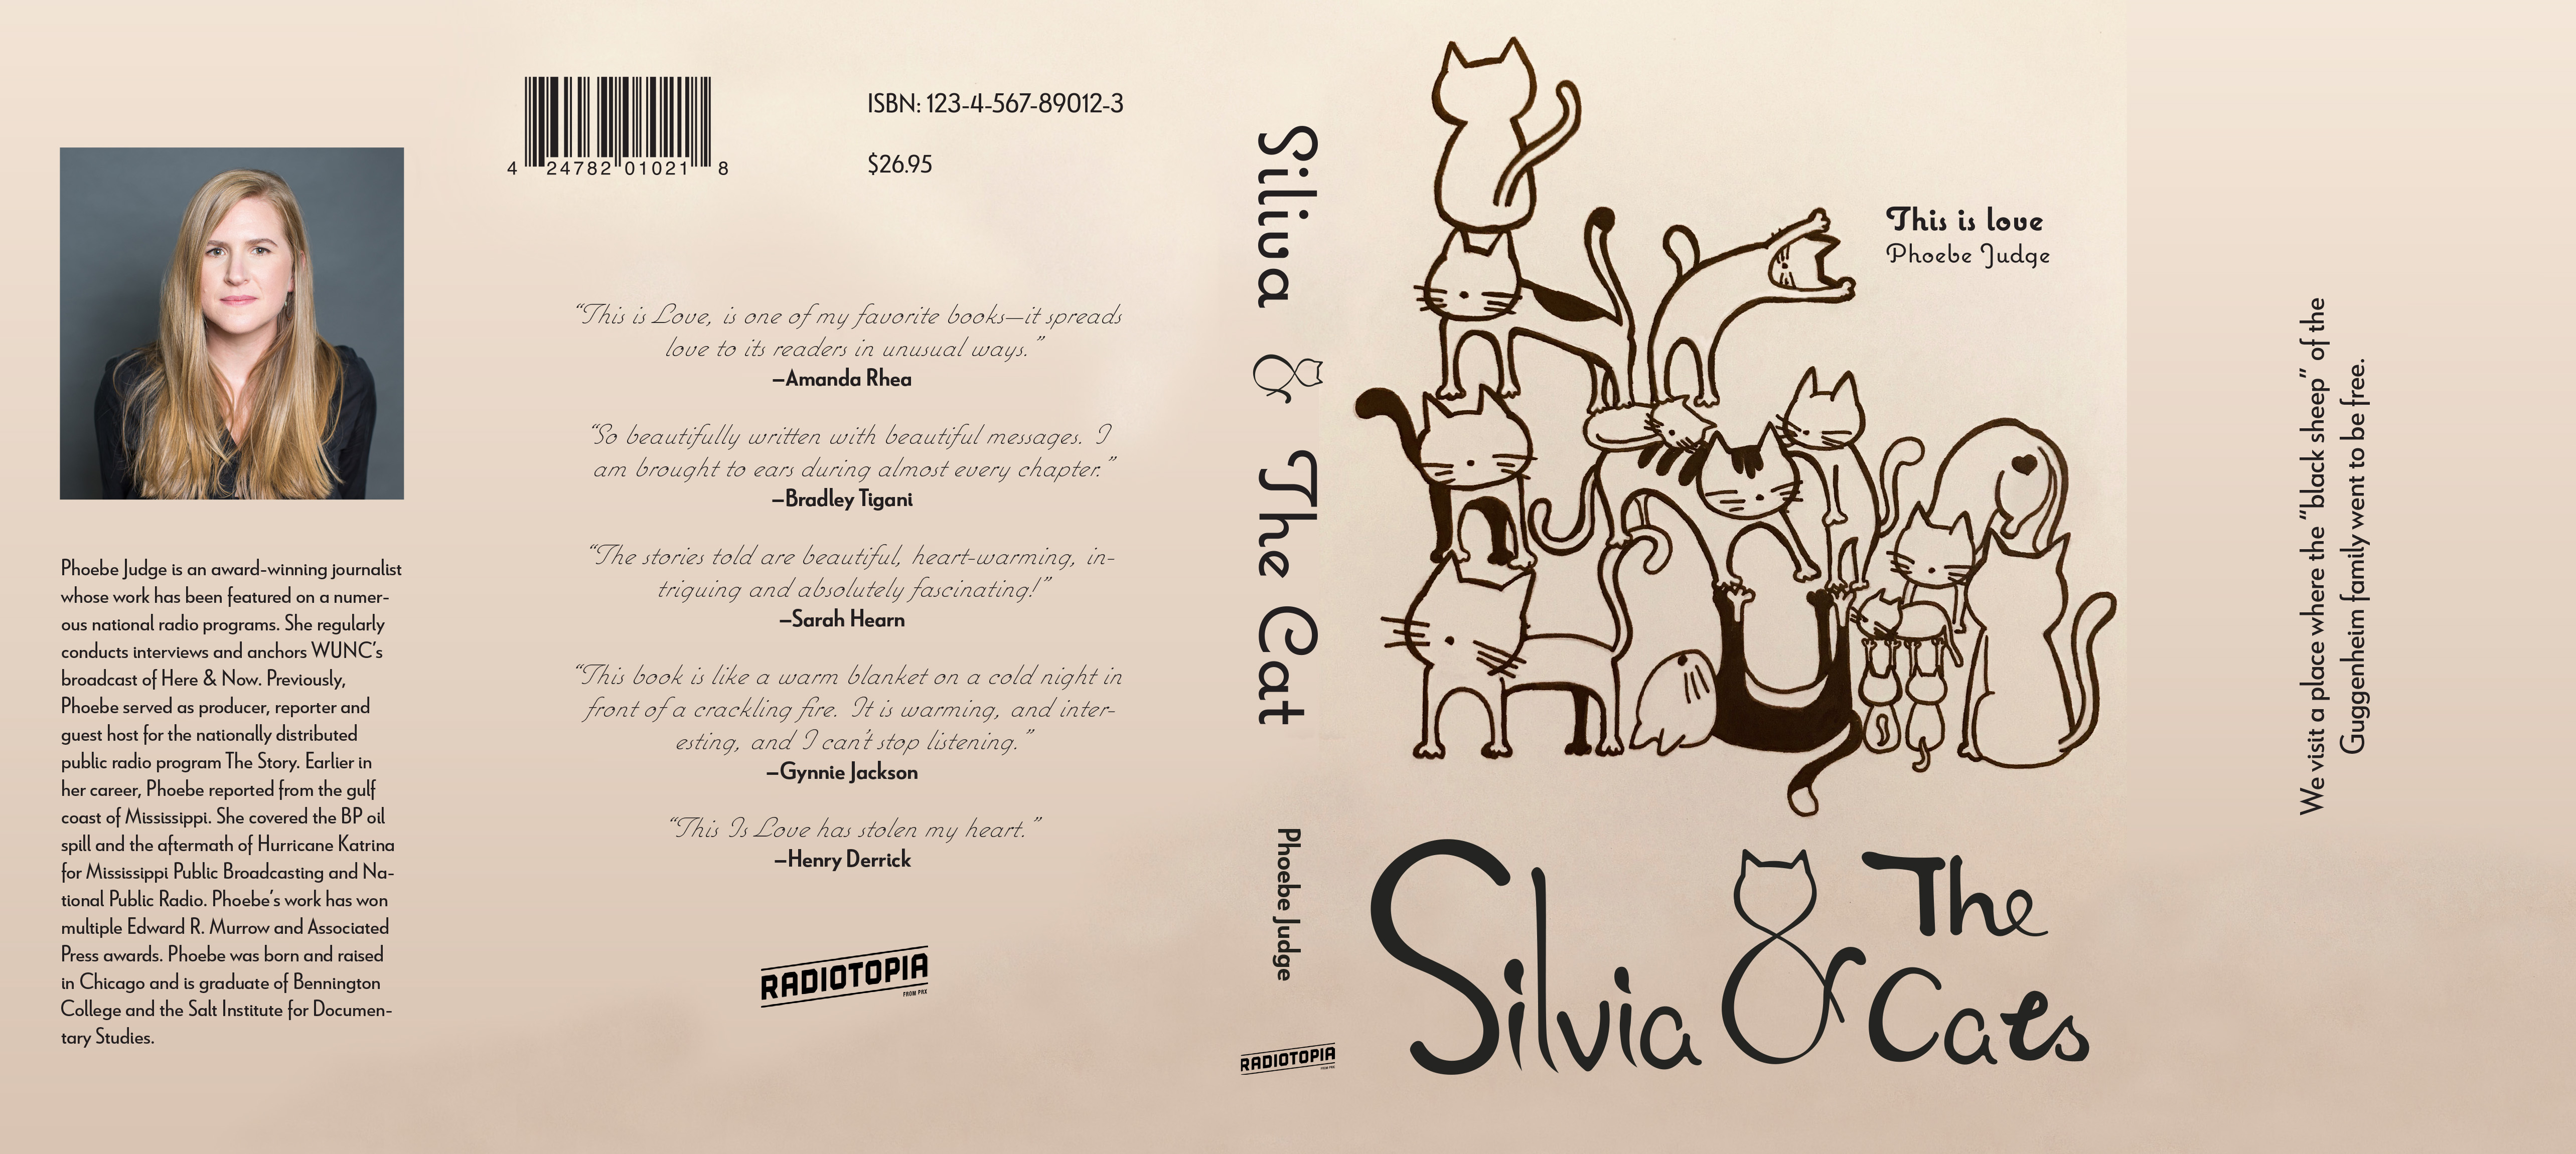 Phoebe Judge is an award-winning journalist
whose work has been featured on a numer-
ous national radio programs. She regularly
conducts interviews and anchors WUNC's
broadcast of Here & Now. Previously,
Phoebe served as producer, reporter and
guest host for the nationally distributed
public radio program The Story. Earlier in
her career, Phoebe reported from the gulf
coast of Mississippi. She covered the BP oil
spill and the aftermath of Hurricane Katrina
for Mississippi Public Broadcasting and Na-
tional Public Radio. Phoebe's work has won
multiple Edward R. Murrow and Associated
Press awards. Phoebe was born and raised
in Chicago and is graduate of Bennington
College and the Salt Institute for Documen-
tary Studies.
4 24782 01021 8
ISBN: 123-4-567-89012-3
$26.95
“This is Love, is one of my favorite books—it spreads
love to its readers in unusual ways.”
—Amanda Rhea
“So beautifully written with beautiful messages. I
am brought to ears during almost every chapter.”
—Bradley Tigani
“The stories told are beautiful, heart-warming, in-
triguing and absolutely fascinating!”
—Sarah Hearn
“This book is like a warm blanket on a cold night in
front of a crackling fire. It is warming, and inter-
esting, and I can't stop listening.”
—Gynnie Jackson
“This Is Love has stolen my heart.”
—Henry Derrick
RADIOTOPIA
FROM PRX
Siliva & The Cat
Phoebe Judge
RADIOTOPIA
FROM PRX
This is love
Phoebe Judge
Silvia & The
Cats
We visit a place where the "black sheep" of the
Guggenheim family went to be free.